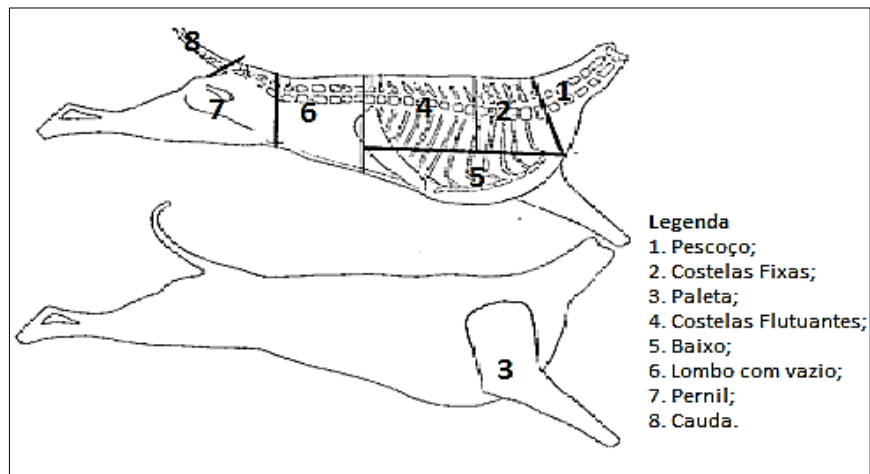 8
7
6
4
2
1
5
3
Legenda
1. Pescoço;
2. Costelas Fixas;
3. Paleta;
4. Costelas Flutuantes;
5. Baixo;
6. Lombo com vazio;
7. Pernil;
8. Cauda.